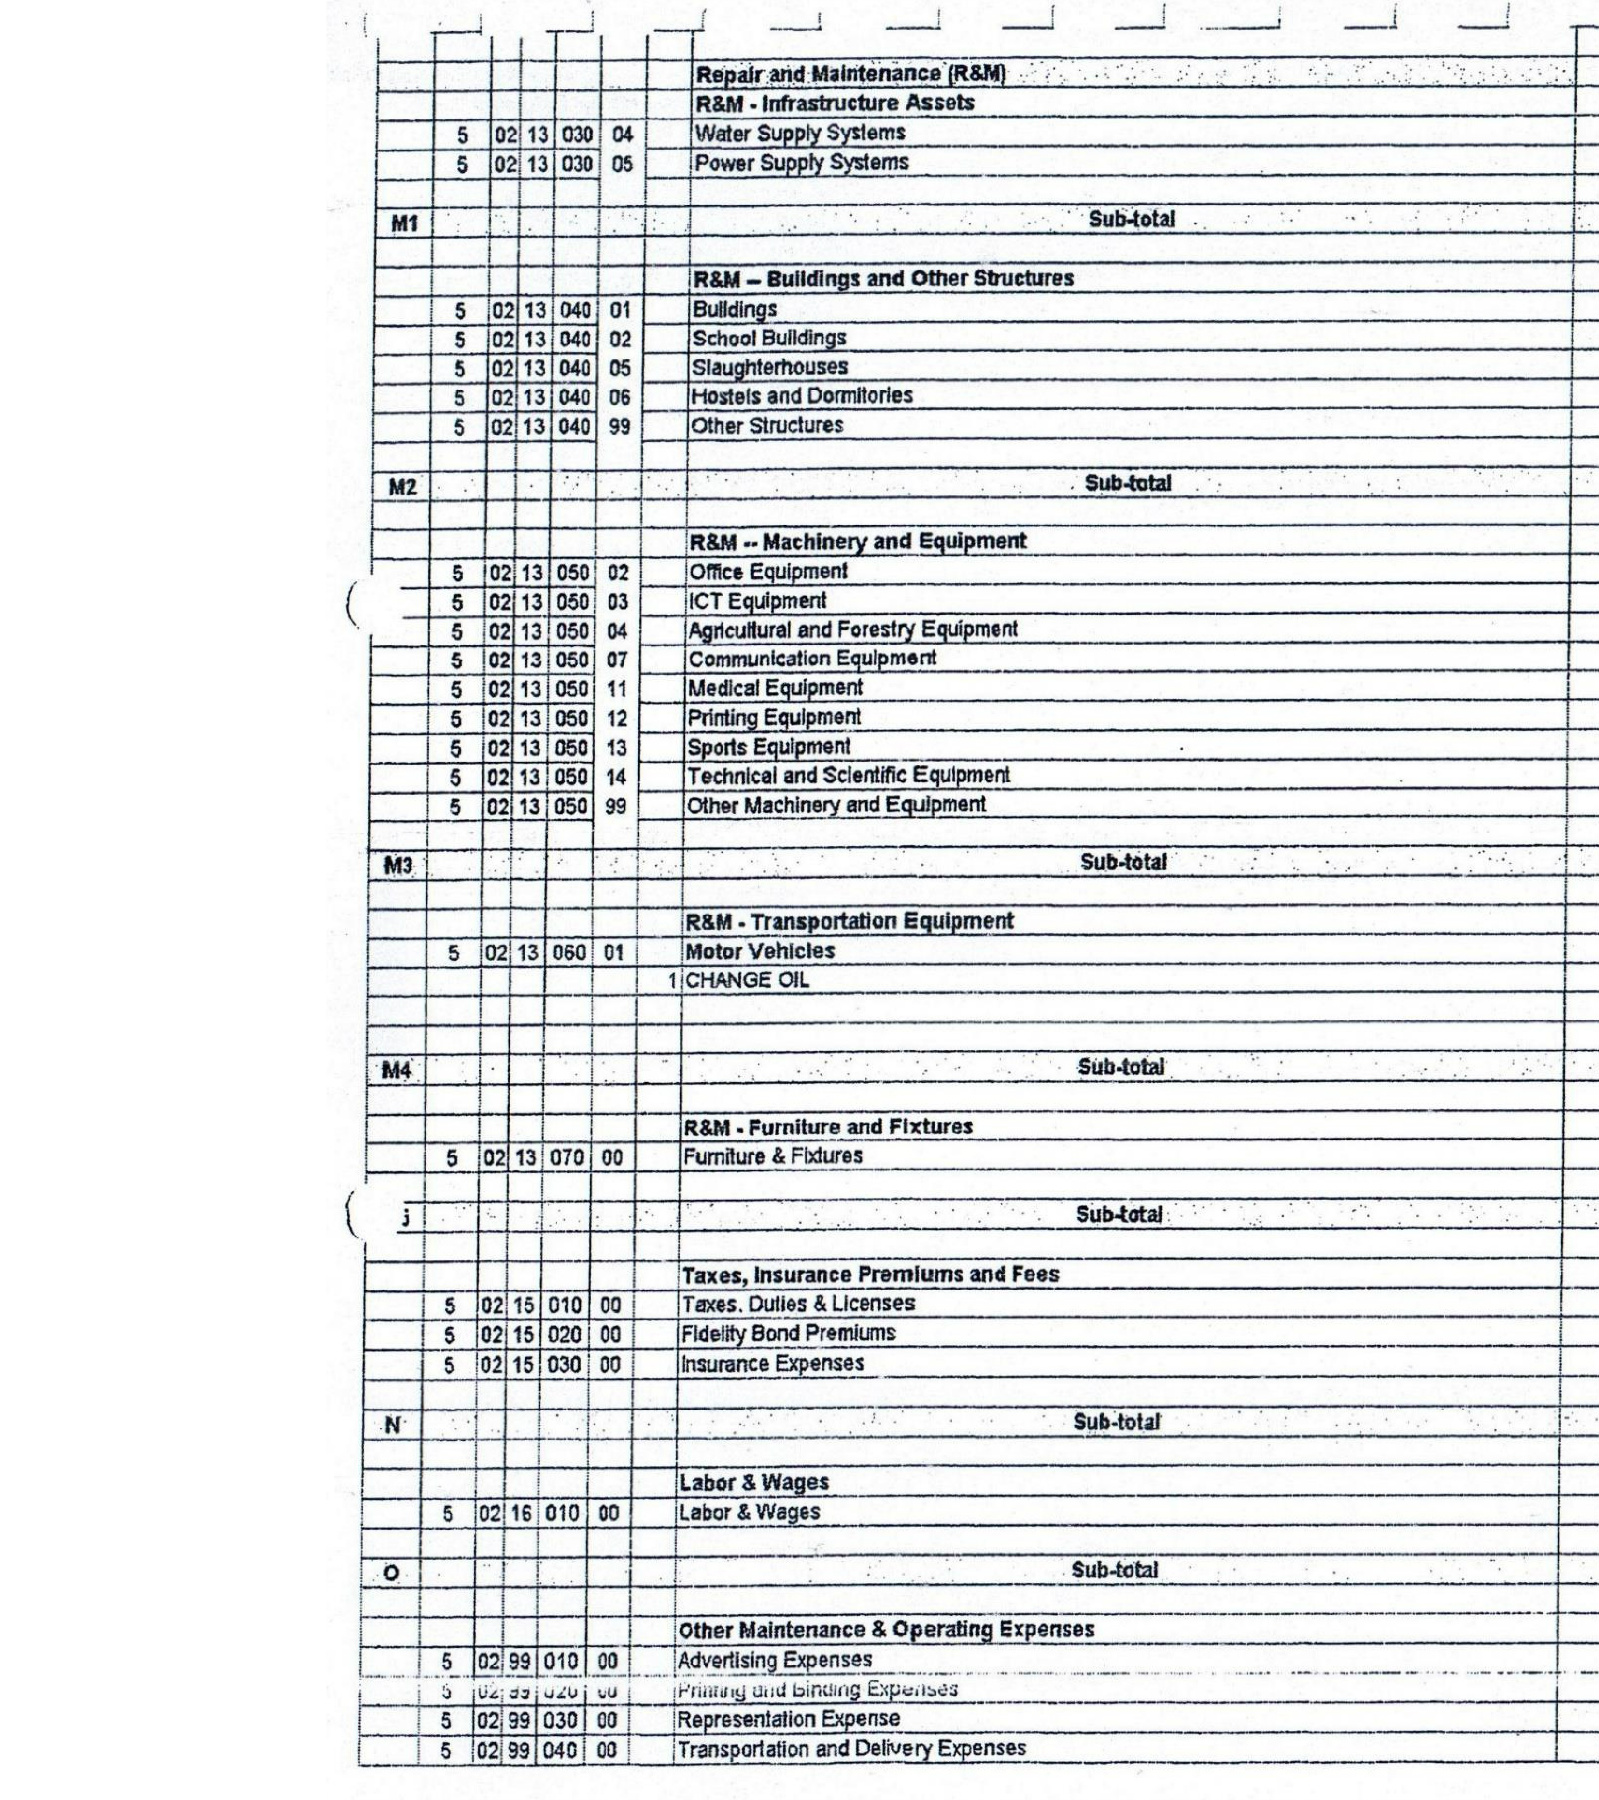 Repair and Maintenance (R&M)
R&M - Infrastructure Assets
5 02 13 030 04 Water Supply Systems
5 02 13 030 05 Power Supply Systems
M1 Sub-total
R&M – Buildings and Other Structures
5 02 13 040 01 Buildings
5 02 13 040 02 School Buildings
5 02 13 040 05 Slaughterhouses
5 02 13 040 06 Hostels and Dormitories
5 02 13 040 99 Other Structures
M2 Sub-total
R&M -- Machinery and Equipment
5 02 13 050 02 Office Equipment
5 02 13 050 03 ICT Equipment
5 02 13 050 04 Agricultural and Forestry Equipment
5 02 13 050 07 Communication Equipment
5 02 13 050 11 Medical Equipment
5 02 13 050 12 Printing Equipment
5 02 13 050 13 Sports Equipment
5 02 13 050 14 Technical and Scientific Equipment
5 02 13 050 99 Other Machinery and Equipment
M3 Sub-total
R&M - Transportation Equipment
5 02 13 060 01 Motor Vehicles
1 CHANGE OIL
M4 Sub-total
R&M - Furniture and Fixtures
5 02 13 070 00 Furniture & Fixtures
Sub-total
Taxes, Insurance Premiums and Fees
5 02 15 010 00 Taxes, Duties & Licenses
5 02 15 020 00 Fidelity Bond Premiums
5 02 15 030 00 Insurance Expenses
N Sub-total
Labor & Wages
5 02 16 010 00 Labor & Wages
O Sub-total
Other Maintenance & Operating Expenses
5 02 99 010 00 Advertising Expenses
5 02 99 020 00 Printing and Binding Expenses
5 02 99 030 00 Representation Expense
5 02 99 040 00 Transportation and Delivery Expenses